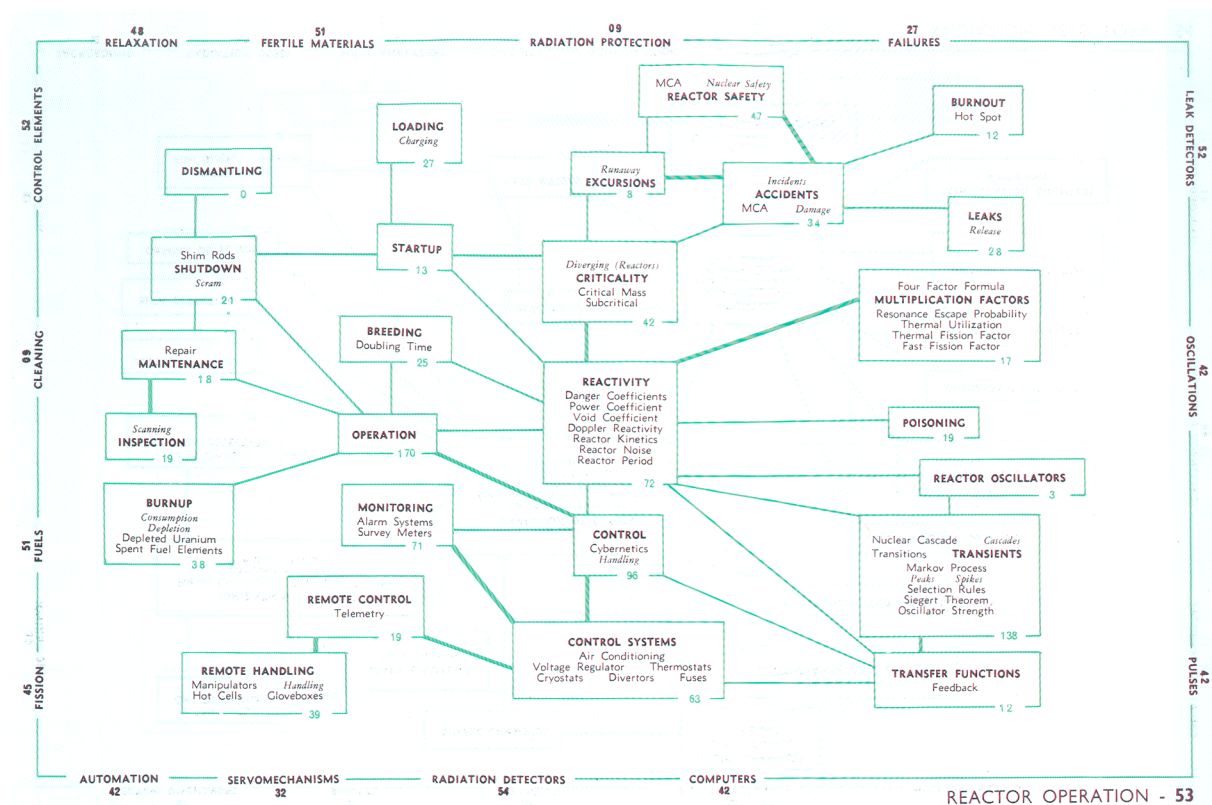 48
RELAXATION
51
FERTILE MATERIALS
09
RADIATION PROTECTION
27
FAILURES
52
CONTROL ELEMENTS
09
CLEANING
51
FUELS
45
FISSION
LEAK DETECTORS
52
OSCILLATIONS
42
PULSES
42
MCA Nuclear Safety
REACTOR SAFETY
47
BURNOUT
Hot Spot
12
LOADING
Charging
27
DISMANTLING
0
Runaway
EXCURSIONS
8
Incidents
ACCIDENTS
MCA Damage
34
LEAKS
Release
28
Shim Rods
SHUTDOWN
Scram
21
STARTUP
13
Diverging (Reactors)
CRITICALITY
Critical Mass
Subcritical
42
Four Factor Formula
MULTIPLICATION FACTORS
Resonance Escape Probability
Thermal Utilization
Thermal Fission Factor
Fast Fission Factor
17
BREEDING
Doubling Time
25
Repair
MAINTENANCE
18
REACTIVITY
Danger Coefficients
Power Coefficient
Void Coefficient
Doppler Reactivity
Reactor Kinetics
Reactor Noise
Reactor Period
72
Scanning
INSPECTION
19
OPERATION
170
POISONING
19
REACTOR OSCILLATORS
3
BURNUP
Consumption
Depletion
Depleted Uranium
Spent Fuel Elements
38
MONITORING
Alarm Systems
Survey Meters
71
CONTROL
Cybernetics
Handling
96
Nuclear Cascade Cascades
Transitions TRANSIENTS
Markov Process
Peaks Spikes
Selection Rules
Siegert Theorem
Oscillator Strength
138
REMOTE CONTROL
Telemetry
19
CONTROL SYSTEMS
Air Conditioning
Voltage Regulator Thermostats
Cryostats Divertors Fuses
63
REMOTE HANDLING
Manipulators Handling
Hot Cells Gloveboxes
39
TRANSFER FUNCTIONS
Feedback
12
AUTOMATION
42
SERVOMECHANISMS
32
RADIATION DETECTORS
54
COMPUTERS
42
REACTOR OPERATION - 53